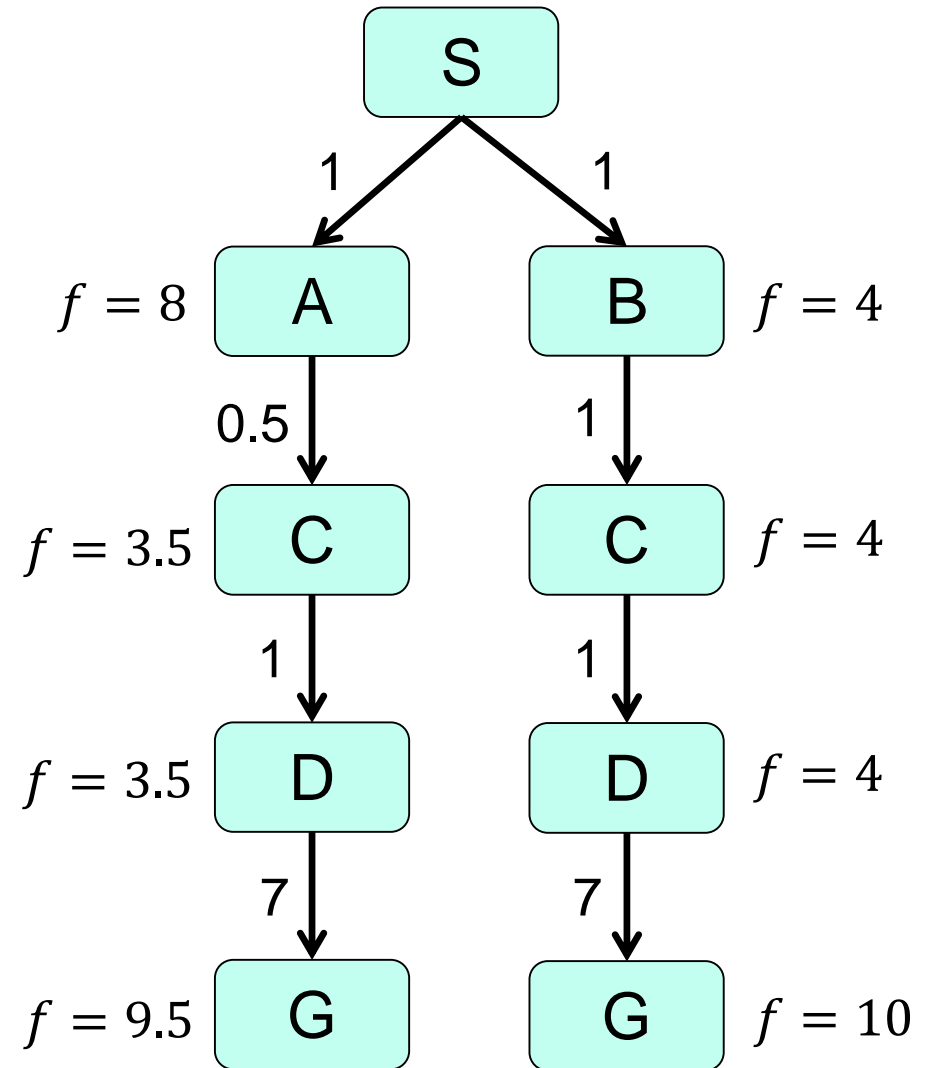 S
1 1
f = 8 A B f = 4
0.5 1
f = 3.5 C C f = 4
1 1
f = 3.5 D D f = 4
7 7
f = 9.5 G G f = 10